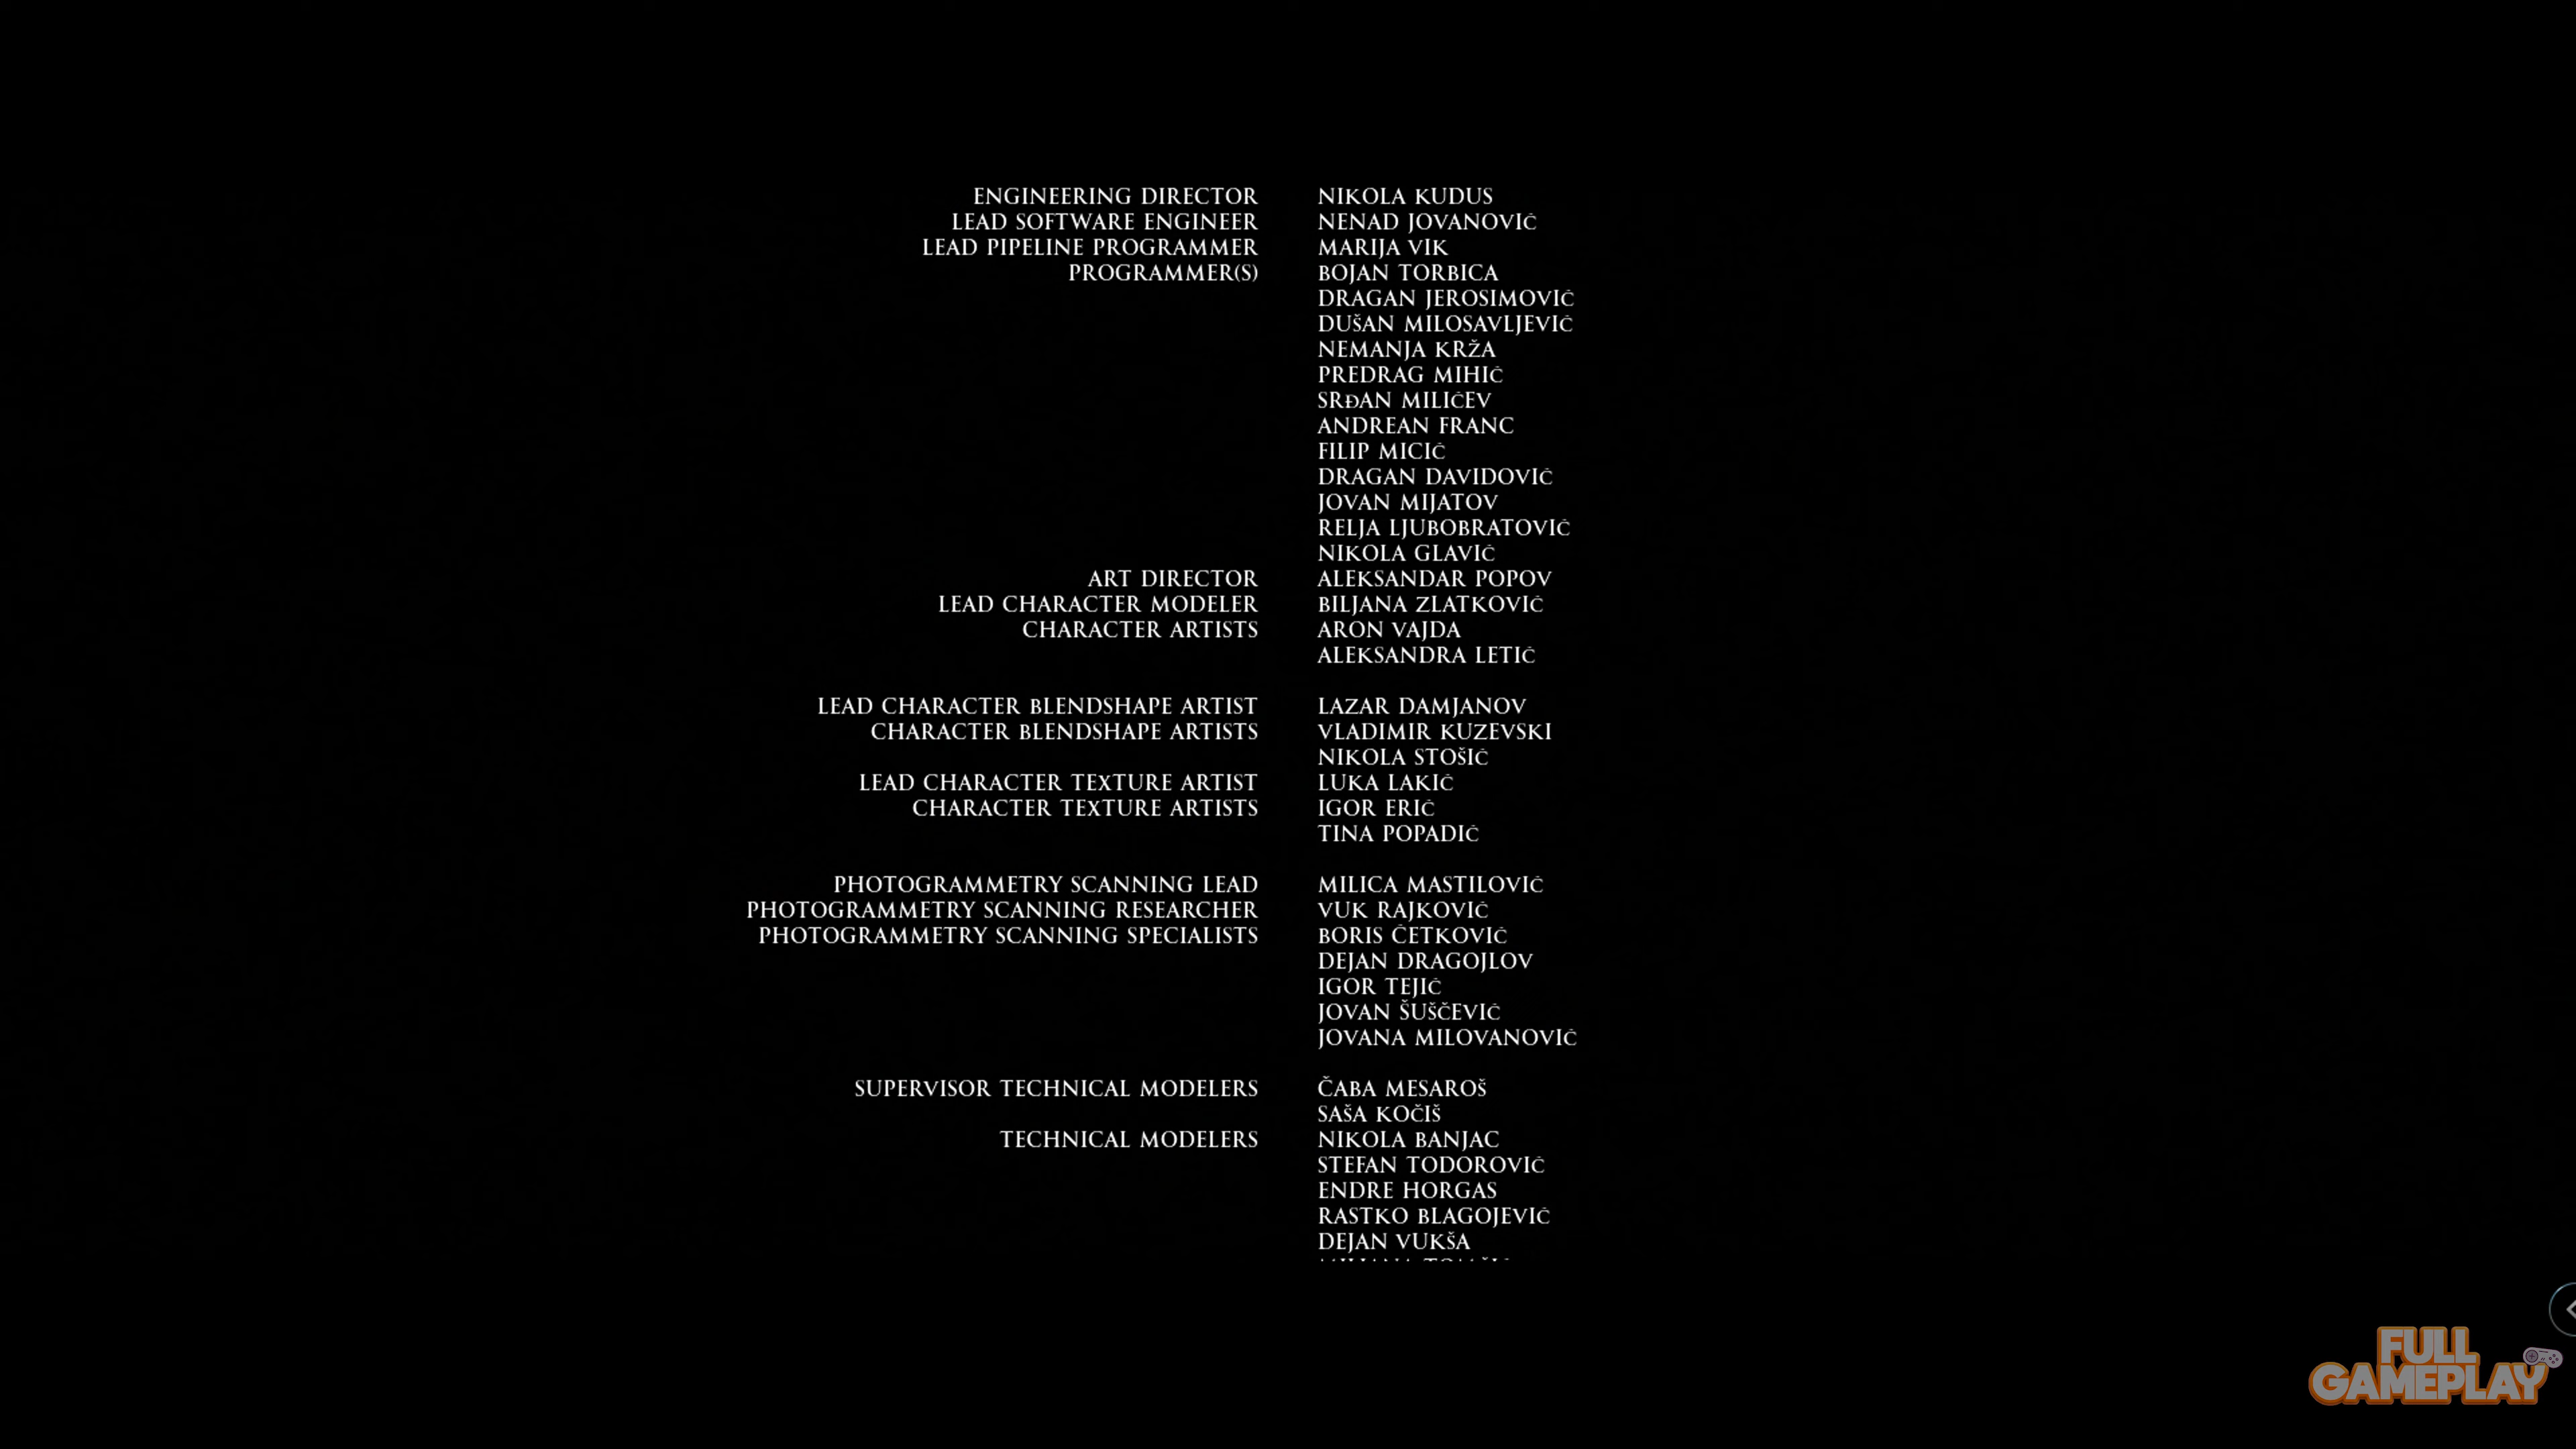 ENGINEERING DIRECTOR NIKOLA KUDUS
LEAD SOFTWARE ENGINEER NENAD JOVANOVIĆ
LEAD PIPELINE PROGRAMMER MARIJA VIK
PROGRAMMER(S) BOJAN TORBICA
DRAGAN JEROSIMOVIĆ
DUŠAN MILOSAVLJEVIĆ
NEMANJA KRŽA
PREDRAG MIHIĆ
SRĐAN MILIĆEV
ANDREAN FRANC
FILIP MICIĆ
DRAGAN DAVIDOVIĆ
JOVAN MIJATOV
RELJA LJUBOBRATOVIĆ
NIKOLA GLAVIĆ
ART DIRECTOR ALEKSANDAR POPOV
LEAD CHARACTER MODELER BILJANA ZLATKOVIĆ
CHARACTER ARTISTS ARON VAJDA
ALEKSANDRA LETIĆ
LEAD CHARACTER BLENDSHAPE ARTIST LAZAR DAMJANOV
CHARACTER BLENDSHAPE ARTISTS VLADIMIR KUZEVSKI
NIKOLA STOŠIĆ
LEAD CHARACTER TEXTURE ARTIST LUKA LAKIĆ
CHARACTER TEXTURE ARTISTS IGOR ERIĆ
TINA POPADIĆ
PHOTOGRAMMETRY SCANNING LEAD MILICA MASTILOVIĆ
PHOTOGRAMMETRY SCANNING RESEARCHER VUK RAJKOVIĆ
PHOTOGRAMMETRY SCANNING SPECIALISTS BORIS ĆETKOVIĆ
DEJAN DRAGOJLOV
IGOR TEJIĆ
JOVAN ŠUŠČEVIĆ
JOVANA MILOVANOVIĆ
SUPERVISOR TECHNICAL MODELERS ČABA MESAROŠ
SAŠA KOČIŠ
TECHNICAL MODELERS NIKOLA BANJAC
STEFAN TODOROVIĆ
ENDRE HORGAS
RASTKO BLAGOJEVIĆ
DEJAN VUKŠA
FULL
GAMEPLAY